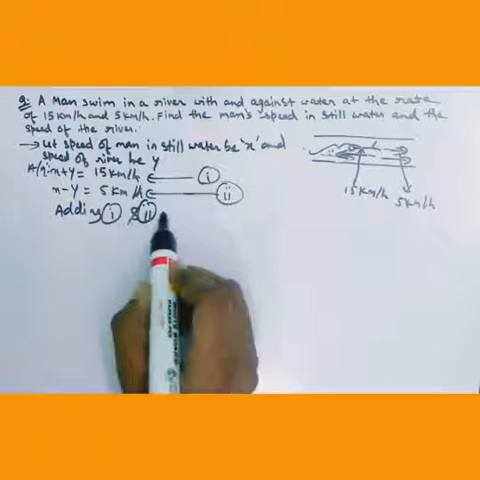 Q. A Man swim in a river with and against water at the rate
of 15 Km/h and 5 km/h. Find the man's speed in still water and the
speed of the river.
→ Let speed of man in still water be 'x' and
speed of river be y
A/q: x+y = 15 km/h ← i
x-y = 5 km/h ← ii
Adding i & ii
15 km/h
5 km/h